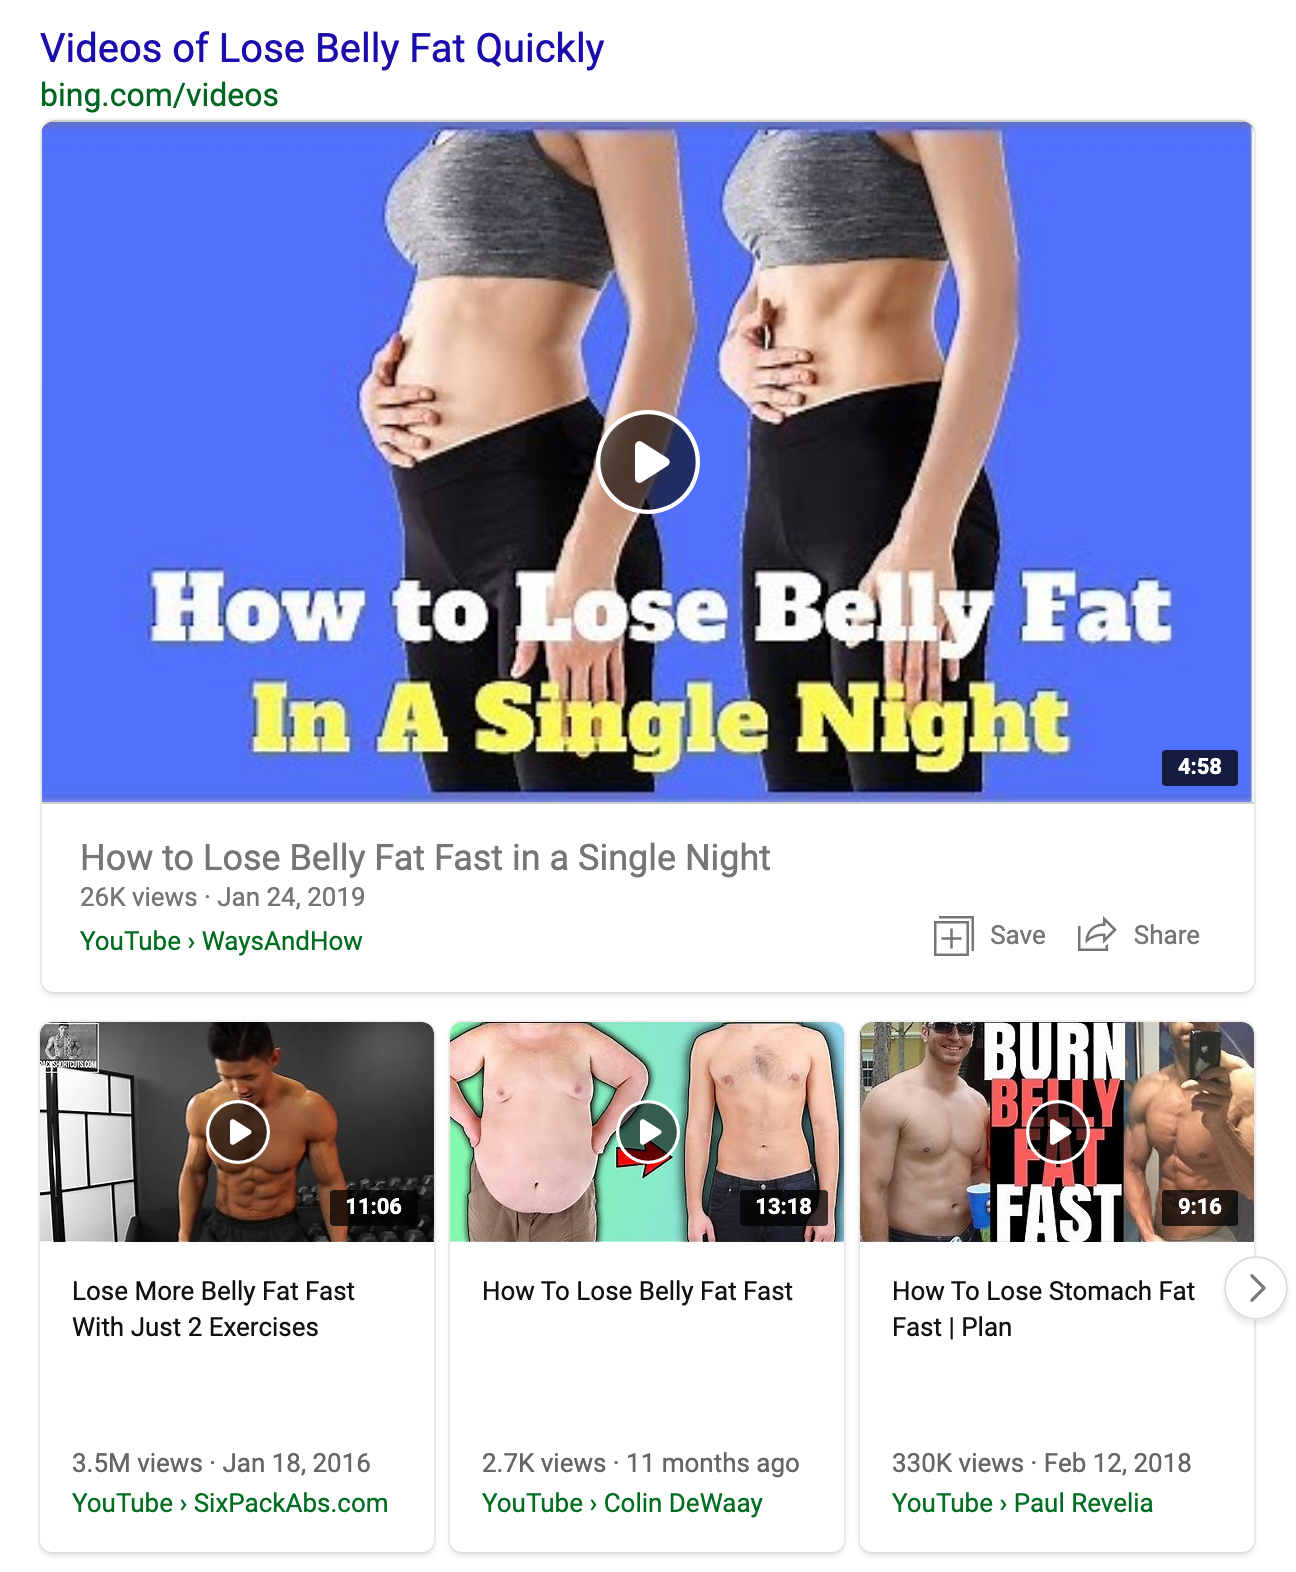 Videos of Lose Belly Fat Quickly
bing.com/videos
How to Lose Belly Fat
In A Single Night
4:58
How to Lose Belly Fat Fast in a Single Night
26K views · Jan 24, 2019
YouTube › WaysAndHow
Save
Share
11:06
Lose More Belly Fat Fast
With Just 2 Exercises
3.5M views · Jan 18, 2016
YouTube › SixPackAbs.com
13:18
How To Lose Belly Fat Fast
2.7K views · 11 months ago
YouTube › Colin DeWaay
BURN
BELLY
FAT
FAST
9:16
How To Lose Stomach Fat
Fast | Plan
330K views · Feb 12, 2018
YouTube › Paul Revelia